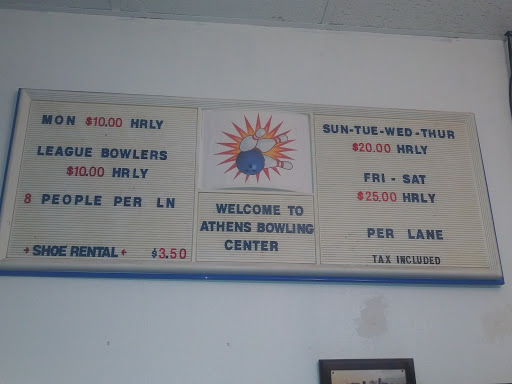 MON $10.00 HRLY
LEAGUE BOWLERS
$10.00 HRLY
8 PEOPLE PER LN
+ SHOE RENTAL + $3.50
WELCOME TO
ATHENS BOWLING
CENTER
SUN-TUE-WED-THUR
$20.00 HRLY
FRI - SAT
$25.00 HRLY
PER LANE
TAX INCLUDED